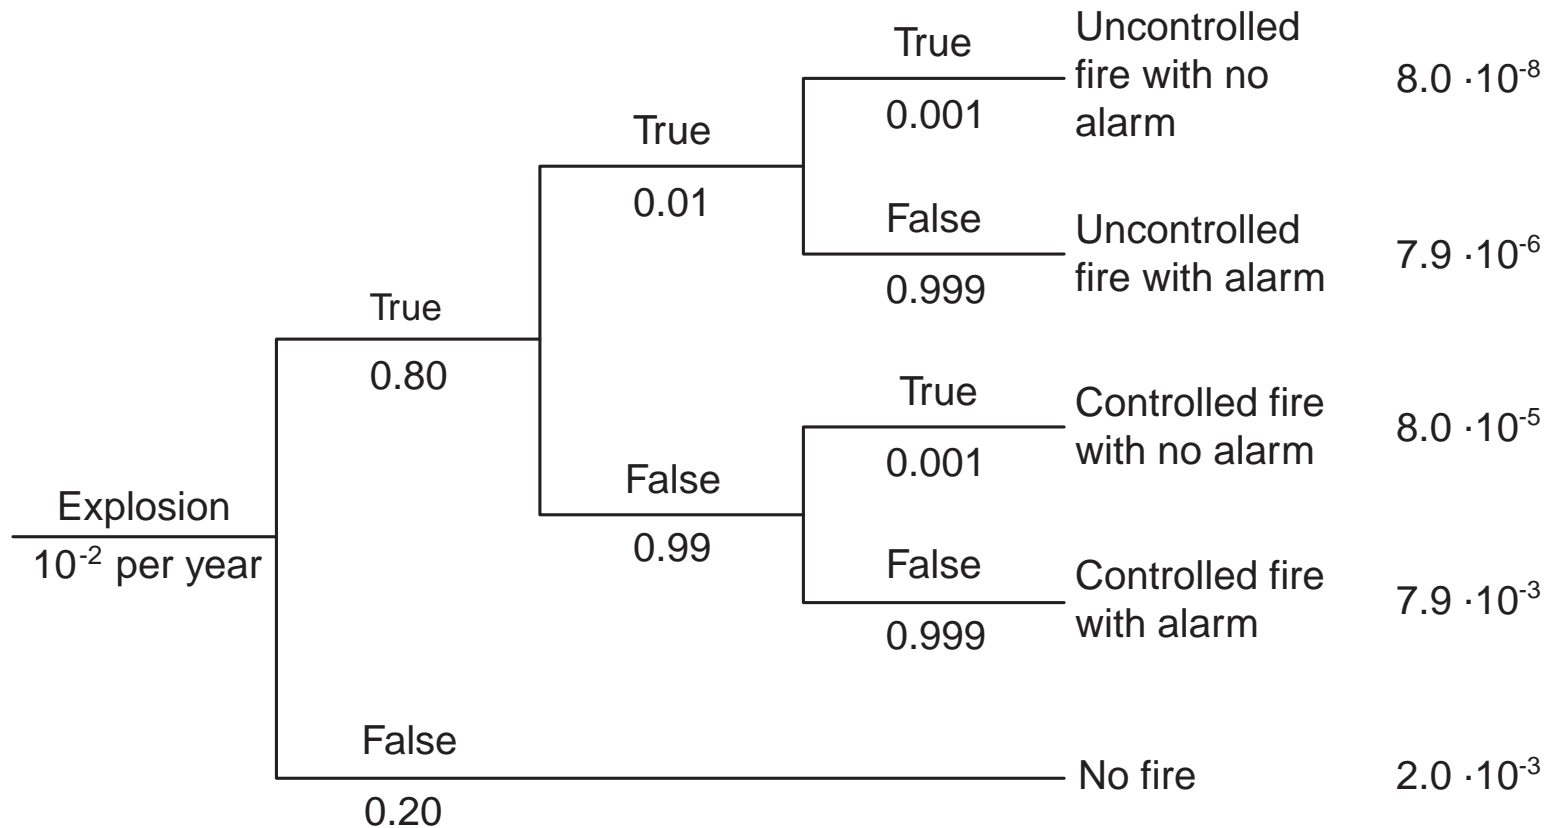 True
Uncontrolled
fire with no
alarm
8.0 ·10⁻⁸
0.001
True
0.01
False
Uncontrolled
fire with alarm
7.9 ·10⁻⁶
0.999
True
0.80
True
Controlled fire
with no alarm
8.0 ·10⁻⁵
0.001
False
0.99
False
Controlled fire
with alarm
7.9 ·10⁻³
0.999
Explosion
10⁻² per year
False
0.20
No fire
2.0 ·10⁻³